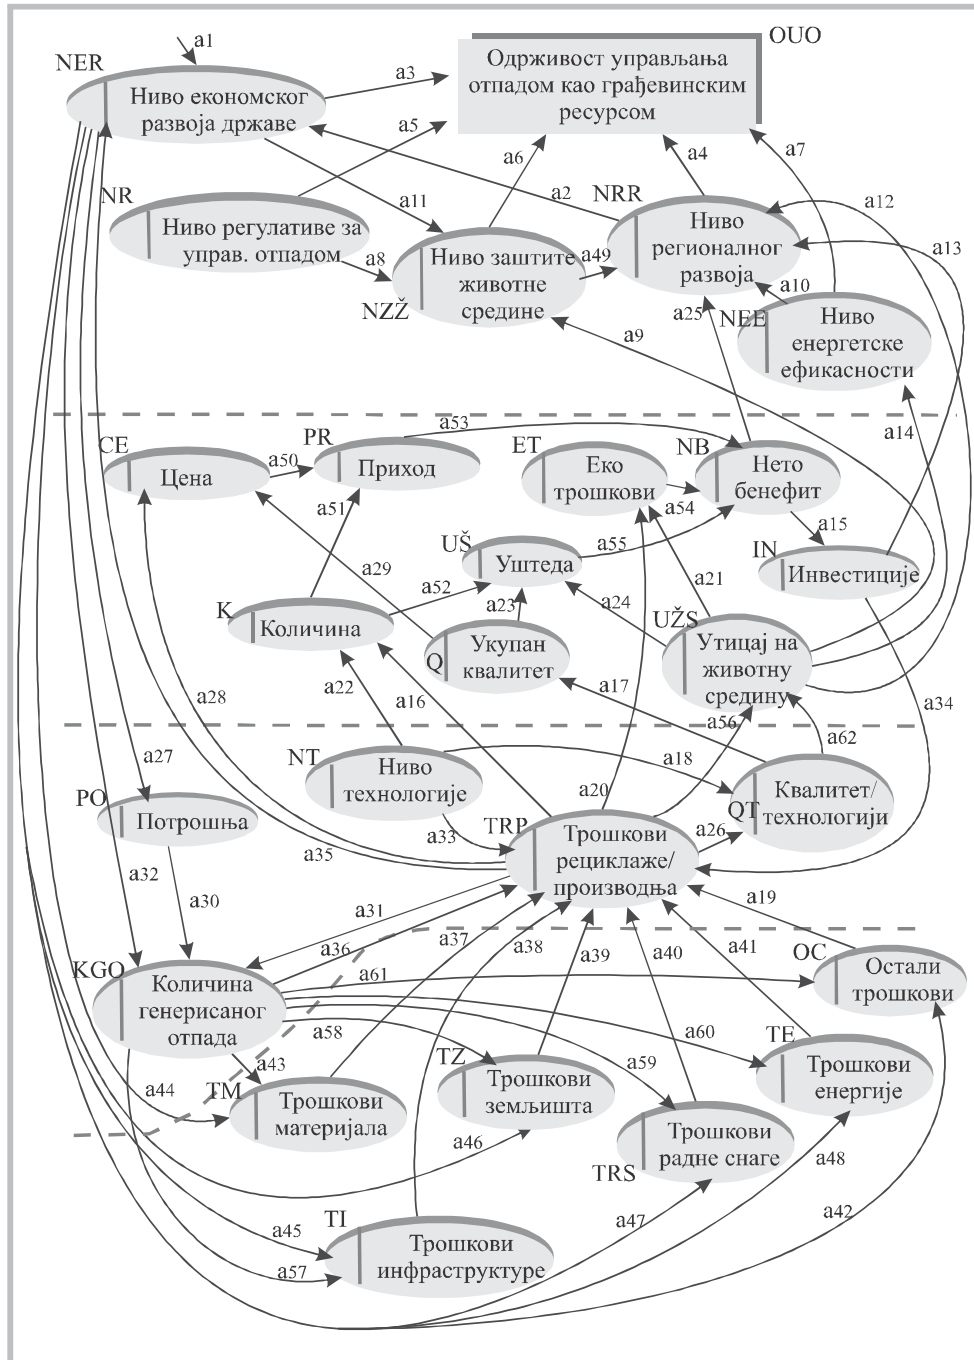 a1
OUO
NER
Ниво економског
развоја државе
a3
Одрживост управљања
отпадом као грађевинским
ресурсом
a5
a6
a4
a7
NR
Ниво регулативе за
управ. отпадом
a11
a2
NRR
Ниво
регионалног
развоја
a12
a13
a8
Ниво заштите
животне
средине
NZŽ
a49
a10
a25
NEE
Ниво
енергетске
ефикасности
a9
a14
CE
Цена
a50
PR
Приход
a53
ET
Еко
трошкови
a54
NB
Нето
бенефит
a51
a15
UŠ
Уштеда
a55
IN
Инвестиције
a29
a52
a23
a24
a21
K
Количина
Q
Укупан
квалитет
UŽS
Утицај на
животну
средину
a22
a28
a16
a17
a34
a56
a62
a27
NT
Ниво
технологије
a18
Квалитет/
технологији
QT
PO
Потрошња
a20
a33
TRP
Трошкови
рециклаже/
производња
a26
a35
a32
a30
a31
a19
a36
a37
a38
a39
a40
a41
KGO
Количина
генерисаног
отпада
a61
OC
Остали
трошкови
a58
a60
a59
TE
Трошкови
енергије
a43
a44
TM
Трошкови
материјала
TZ
Трошкови
земљишта
a46
Трошкови
радне снаге
TRS
a48
a42
a47
a45
TI
Трошкови
инфраструктуре
a57